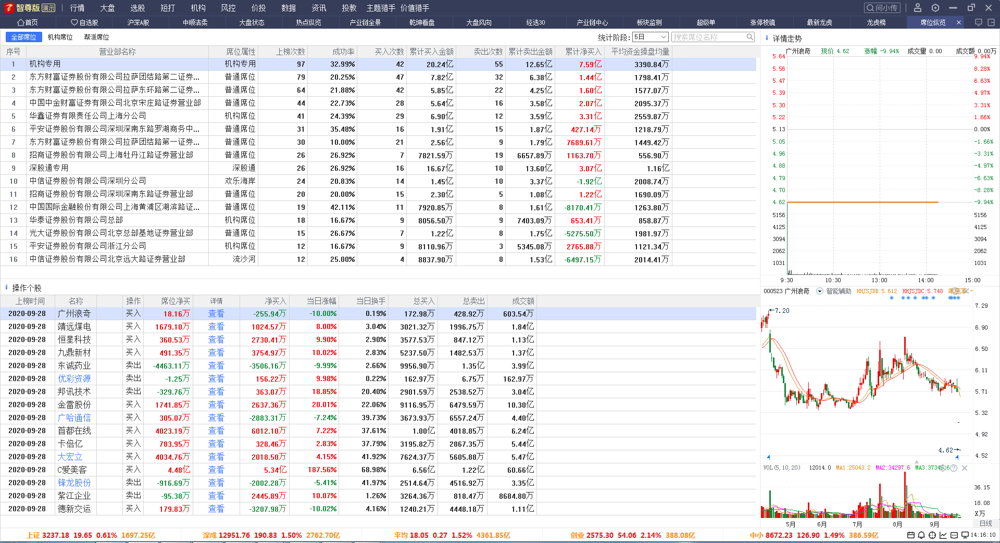 智尊版 演示 行情 大盘 选股 短打 机构 风控 价投 数据 资讯 投教 主题猎手 价值猎手 问小传
首页 自选股 沪深A股 中顺洁柔 大盘状态 热点纵览 产业链全景 乾坤看盘 大盘风向 经选30 产业链中心 板块监测 超级单 涨停棱镜 最新龙虎 龙虎榜 席位纵览
全部席位 机构席位 帮派席位 统计阶段: 5日 搜索席位名称
序号 营业部名称 席位属性 上榜次数 成功率 买入次数 累计买入金额 卖出次数 累计卖出金额 累计净买入 平均资金操盘均量
1 机构专用 机构专用 97 32.99% 42 20.24亿 55 12.65亿 7.59亿 3390.84万
2 东方财富证券股份有限公司拉萨团结路第二证券... 普通席位 79 20.25% 47 7.82亿 32 6.38亿 1.44亿 1798.41万
3 东方财富证券股份有限公司拉萨东环路第二证券... 普通席位 64 21.88% 42 5.85亿 22 4.25亿 1.60亿 1577.07万
4 中国中金财富证券有限公司北京宋庄路证券营业部 普通席位 44 22.73% 28 5.64亿 16 3.58亿 2.07亿 2095.37万
5 华鑫证券有限责任公司上海分公司 机构席位 41 24.39% 29 6.90亿 12 3.59亿 3.31亿 2559.87万
6 平安证券股份有限公司深圳深南东路罗湖商务中... 普通席位 31 35.48% 16 1.91亿 15 1.87亿 427.14万 1218.79万
7 东方财富证券股份有限公司拉萨团结路第一证券... 普通席位 30 10.00% 21 2.56亿 9 1.79亿 7689.61万 1449.42万
8 招商证券股份有限公司上海牡丹江路证券营业部 普通席位 26 26.92% 7 7821.59万 19 6657.89万 1163.70万 556.90万
9 深股通专用 深股通 26 26.92% 16 16.67亿 10 13.60亿 3.07亿 1.16亿
10 中信证券股份有限公司深圳分公司 欢乐海岸 24 20.83% 14 1.45亿 10 3.37亿 -1.92亿 2008.74万
11 招商证券股份有限公司深圳深南东路证券营业部 普通席位 20 20.00% 15 2.30亿 5 1.08亿 1.22亿 1690.09万
12 中国国际金融股份有限公司上海黄浦区湖滨路证... 普通席位 19 42.11% 11 7920.85万 8 1.61亿 -8170.41万 1263.80万
13 华泰证券股份有限公司总部 机构席位 18 16.67% 9 8056.50万 9 7403.09万 653.41万 858.87万
14 光大证券股份有限公司北京总部基地证券营业部 普通席位 15 26.67% 7 1.22亿 8 1.75亿 -5275.50万 1981.97万
15 平安证券股份有限公司浙江分公司 机构席位 12 16.67% 9 8110.96万 3 5345.08万 2765.88万 1121.34万
16 中信证券股份有限公司北京远大路证券营业部 流沙河 12 25.00% 4 8837.90万 8 1.53亿 -6497.15万 2014.41万
操作个股
上榜时间 名称 操作 席位净买 详情 净买入 当日涨幅 当日换手 总买入 总卖出 成交额
2020-09-28 广州浪奇 买入 18.16万 查看 -255.94万 -10.00% 0.19% 172.98万 428.92万 603.54万
2020-09-28 靖远煤电 买入 1679.10万 查看 1024.57万 8.00% 3.04% 3021.32万 1996.75万 1.84亿
2020-09-28 恒星科技 买入 360.53万 查看 2730.41万 9.90% 2.90% 3577.53万 847.12万 1.13亿
2020-09-28 九鼎新材 买入 491.35万 查看 3754.97万 10.02% 2.83% 5237.50万 1482.53万 1.37亿
2020-09-28 东诚药业 卖出 -4463.11万 查看 -3506.16万 -9.99% 2.66% 9956.90万 1.35亿 3.99亿
2020-09-28 优彩资源 卖出 -1.25万 查看 156.22万 9.98% 0.22% 162.97万 6.75万 162.97万
2020-09-28 邦讯技术 卖出 -329.76万 查看 363.07万 18.85% 20.40% 2901.59万 2538.52万 3.04亿
2020-09-28 金雷股份 买入 1741.85万 查看 2637.36万 20.01% 22.06% 9116.95万 6479.59万 10.30亿
2020-09-28 广哈通信 买入 305.07万 查看 -2883.31万 -7.24% 39.73% 3673.93万 6557.24万 4.40亿
2020-09-28 首都在线 买入 4023.19万 查看 6012.10万 7.22% 37.61% 1.00亿 4018.85万 6.24亿
2020-09-28 卡倍亿 买入 783.95万 查看 328.46万 2.83% 37.79% 3195.82万 2867.35万 5.44亿
2020-09-28 大宏立 买入 4034.76万 查看 2018.50万 4.15% 41.92% 7624.37万 5605.88万 5.47亿
2020-09-28 C爱美客 买入 4.48亿 查看 5.34亿 187.56% 68.98% 6.56亿 1.22亿 60.66亿
2020-09-28 锋龙股份 卖出 -916.69万 查看 -2002.28万 -5.41% 41.97% 2514.64万 4516.92万 3.35亿
2020-09-28 紫江企业 卖出 -95.38万 查看 2445.89万 10.07% 1.26% 3264.36万 818.47万 8684.80万
2020-09-28 德新交运 买入 179.83万 查看 -3207.98万 -10.02% 4.16% 1240.21万 4448.18万 1.11亿
详情走势
广州浪奇 现价 4.62 涨幅 -9.94% 成交量 0.00 成交额 0.00万
5.64 9.94%
5.56 8.28%
5.47 6.63%
5.39 4.97%
5.30 3.31%
5.22 1.66%
5.13 0.00%
5.05 -1.66%
4.96 -3.31%
4.88 -4.97%
4.79 -6.63%
4.70 -8.28%
4.62 -9.94%
5156 5156
4125 4125
3094 3094
2062 2062
1031 1031
9:30 10:30 13:00 14:00 15:00
000523 广州浪奇 智能辅助 HHJSJDB:5.612 HHJSJDC:5.748 乖离率-
7.29
7.20
6.90
6.50
6.11
5.71
5.32
4.92
4.62
4.52
VOL(5,10,20) 12014.0 MA1:25043.2 MA2:34297.6 MA3:37345.6
36.15
18.08
X万
5月 6月 7月 8月 9月 日线
上证 3237.18 19.65 0.61% 1697.25亿 深成 12951.76 190.83 1.50% 2762.70亿 平均 18.05 0.27 1.52% 4361.85亿 创业 2575.30 54.06 2.14% 388.08亿 中小 8672.23 126.90 1.49% 386.59亿 14:16:10